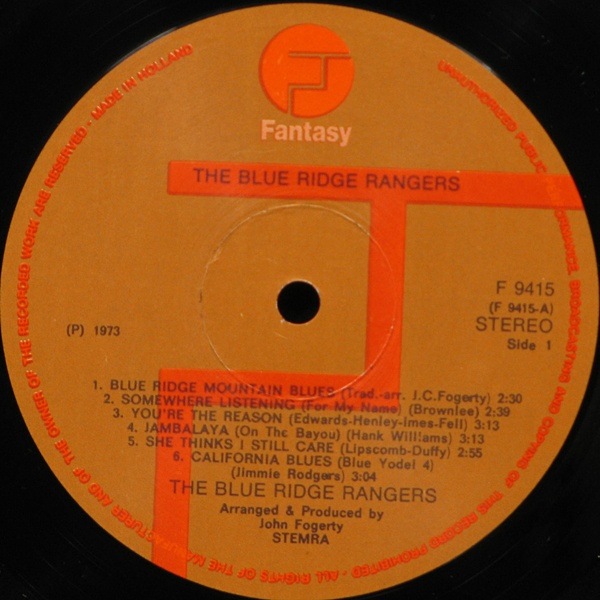 Fantasy
THE BLUE RIDGE RANGERS
F 9415
(F 9415-A)
STEREO
Side 1
(P) 1973
1. BLUE RIDGE MOUNTAIN BLUES (Trad.-arr. J.C.Fogerty) 2:30
2. SOMEWHERE LISTENING (For My Name) (Brownlee) 2:39
3. YOU'RE THE REASON (Edwards-Henley-Imes-Fell) 3:13
4. JAMBALAYA (On The Bayou) (Hank Williams) 3:13
5. SHE THINKS I STILL CARE (Lipscomb-Duffy) 2:55
6. CALIFORNIA BLUES (Blue Yodel 4)
(Jimmie Rodgers) 3:04
THE BLUE RIDGE RANGERS
Arranged & Produced by
John Fogerty
STEMRA
ALL RIGHTS OF THE MANUFACTURER AND OF THE OWNER OF THE RECORDED WORK ARE RESERVED - MADE IN HOLLAND
UNAUTHORIZED PUBLIC PERFORMANCE, BROADCASTING AND COPYING OF THIS RECORD PROHIBITED -